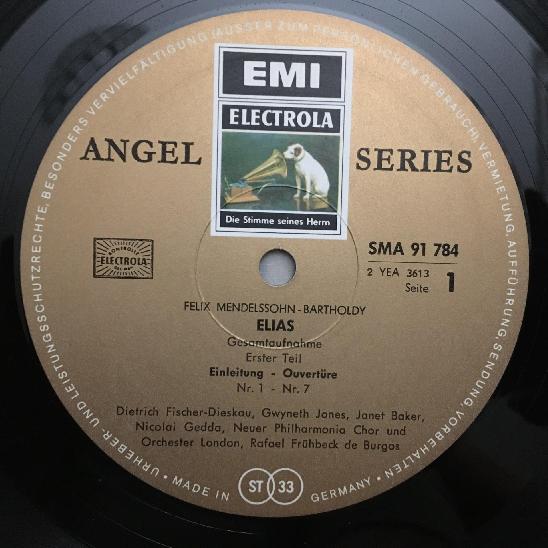 URHEBER- UND LEISTUNGSSCHUTZRECHTE, BESONDERS VERVIELFÄLTIGUNG (AUSSER ZUM PERSÖNLICHEN GEBRAUCH), VERMIETUNG, AUFFÜHRUNG, SENDUNG, VORBEHALTEN
EMI
ELECTROLA
ANGEL SERIES
Die Stimme seines Herrn
SMA 91 784
ELECTROLA
2 YEA 3613
Seite 1
FELIX MENDELSSOHN-BARTHOLDY
ELIAS
Gesamtaufnahme
Erster Teil
Einleitung - Ouvertüre
Nr. 1 - Nr. 7
Dietrich Fischer-Dieskau, Gwyneth Jones, Janet Baker,
Nicolai Gedda, Neuer Philharmonia Chor und
Orchester London, Rafael Frühbeck de Burgos
• MADE IN ST 33 GERMANY •